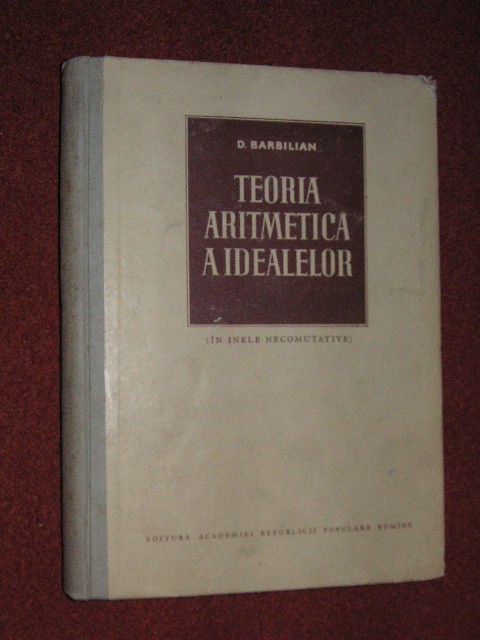 D. BARBILIAN
TEORIA
ARITMETICA
A IDEALELOR
(ÎN INELE NECOMUTATIVE)
EDITURA ACADEMIEI REPUBLICII POPULARE ROMÎNE